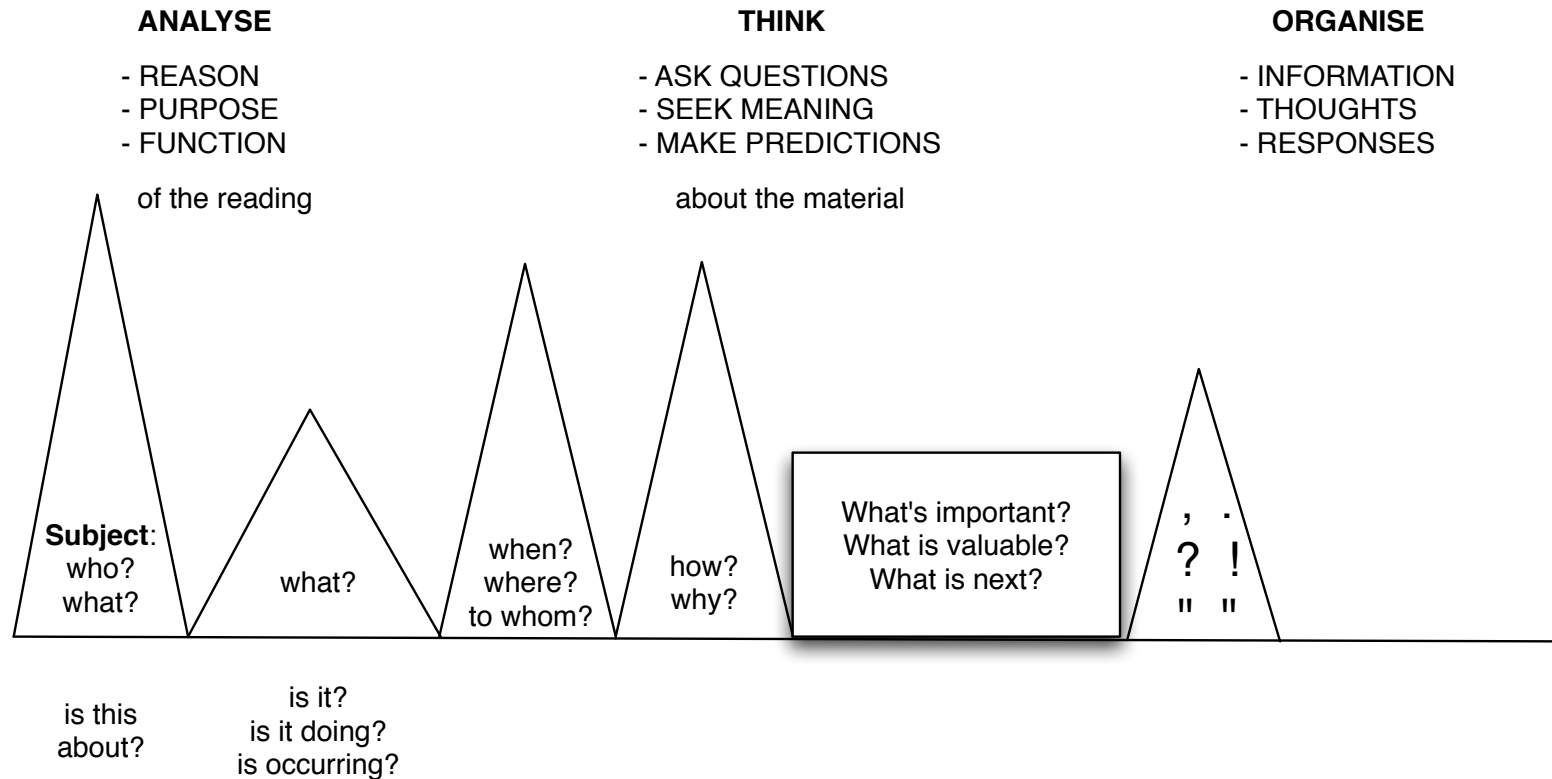 ANALYSE
- REASON
- PURPOSE
- FUNCTION
of the reading
THINK
- ASK QUESTIONS
- SEEK MEANING
- MAKE PREDICTIONS
about the material
ORGANISE
- INFORMATION
- THOUGHTS
- RESPONSES
Subject:
who?
what?
is this
about?
what?
is it?
is it doing?
is occurring?
when?
where?
to whom?
how?
why?
What's important?
What is valuable?
What is next?
, .
? !
" "